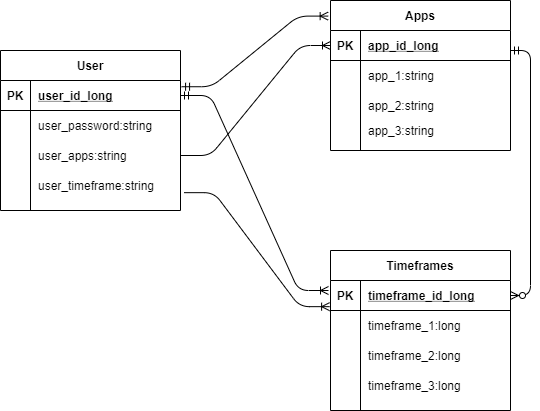 User
PK user_id_long
user_password:string
user_apps:string
user_timeframe:string
Apps
PK app_id_long
app_1:string
app_2:string
app_3:string
Timeframes
PK timeframe_id_long
timeframe_1:long
timeframe_2:long
timeframe_3:long